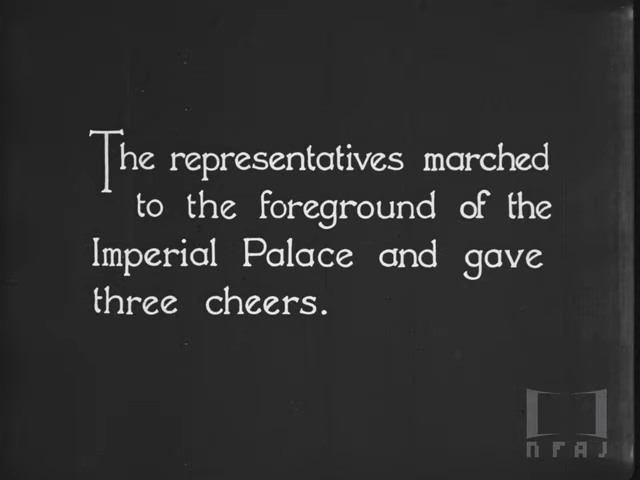 The representatives marched
to the foreground of the
Imperial Palace and gave
three cheers.
NFAJ